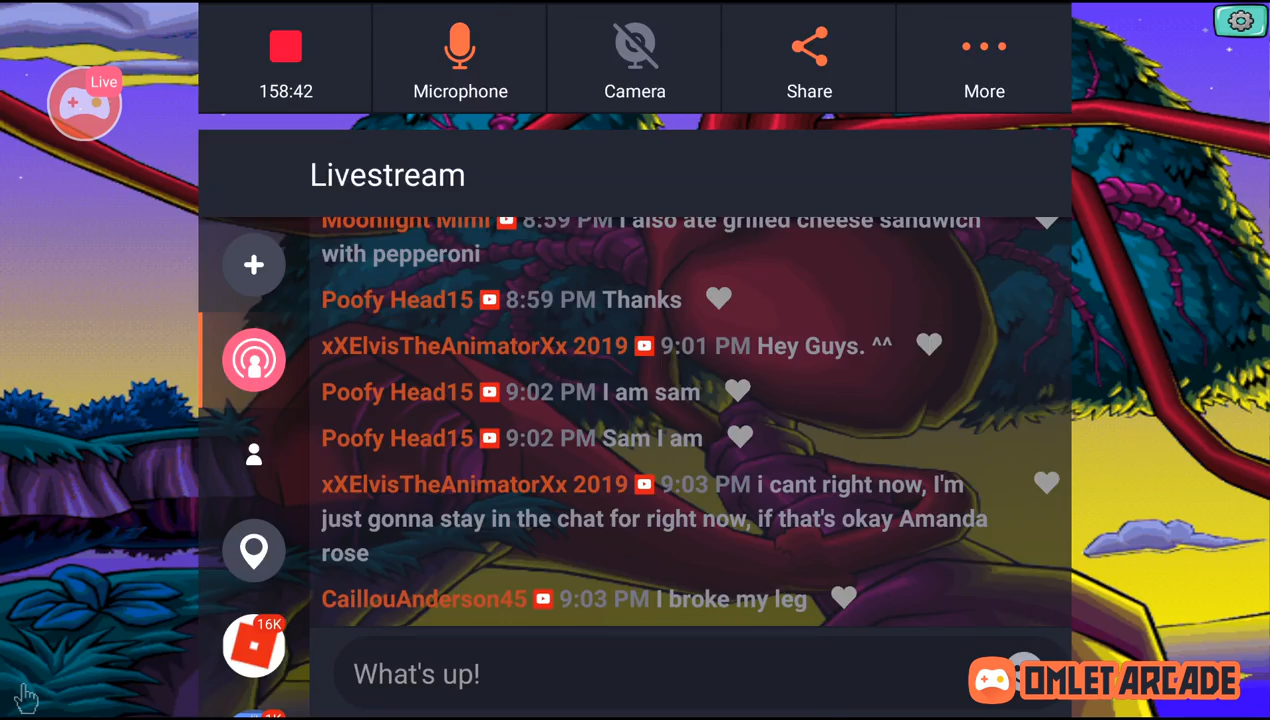 Live
158:42
Microphone
Camera
Share
More
Livestream
Moonlight Mimi 8:59 PM I also ate grilled cheese sandwich
with pepperoni
Poofy Head15 8:59 PM Thanks
xXElvisTheAnimatorXx 2019 9:01 PM Hey Guys. ^^
Poofy Head15 9:02 PM I am sam
Poofy Head15 9:02 PM Sam I am
xXElvisTheAnimatorXx 2019 9:03 PM i cant right now, I'm
just gonna stay in the chat for right now, if that's okay Amanda
rose
CaillouAnderson45 9:03 PM I broke my leg
16K
What's up!
1K
OMLET ARCADE